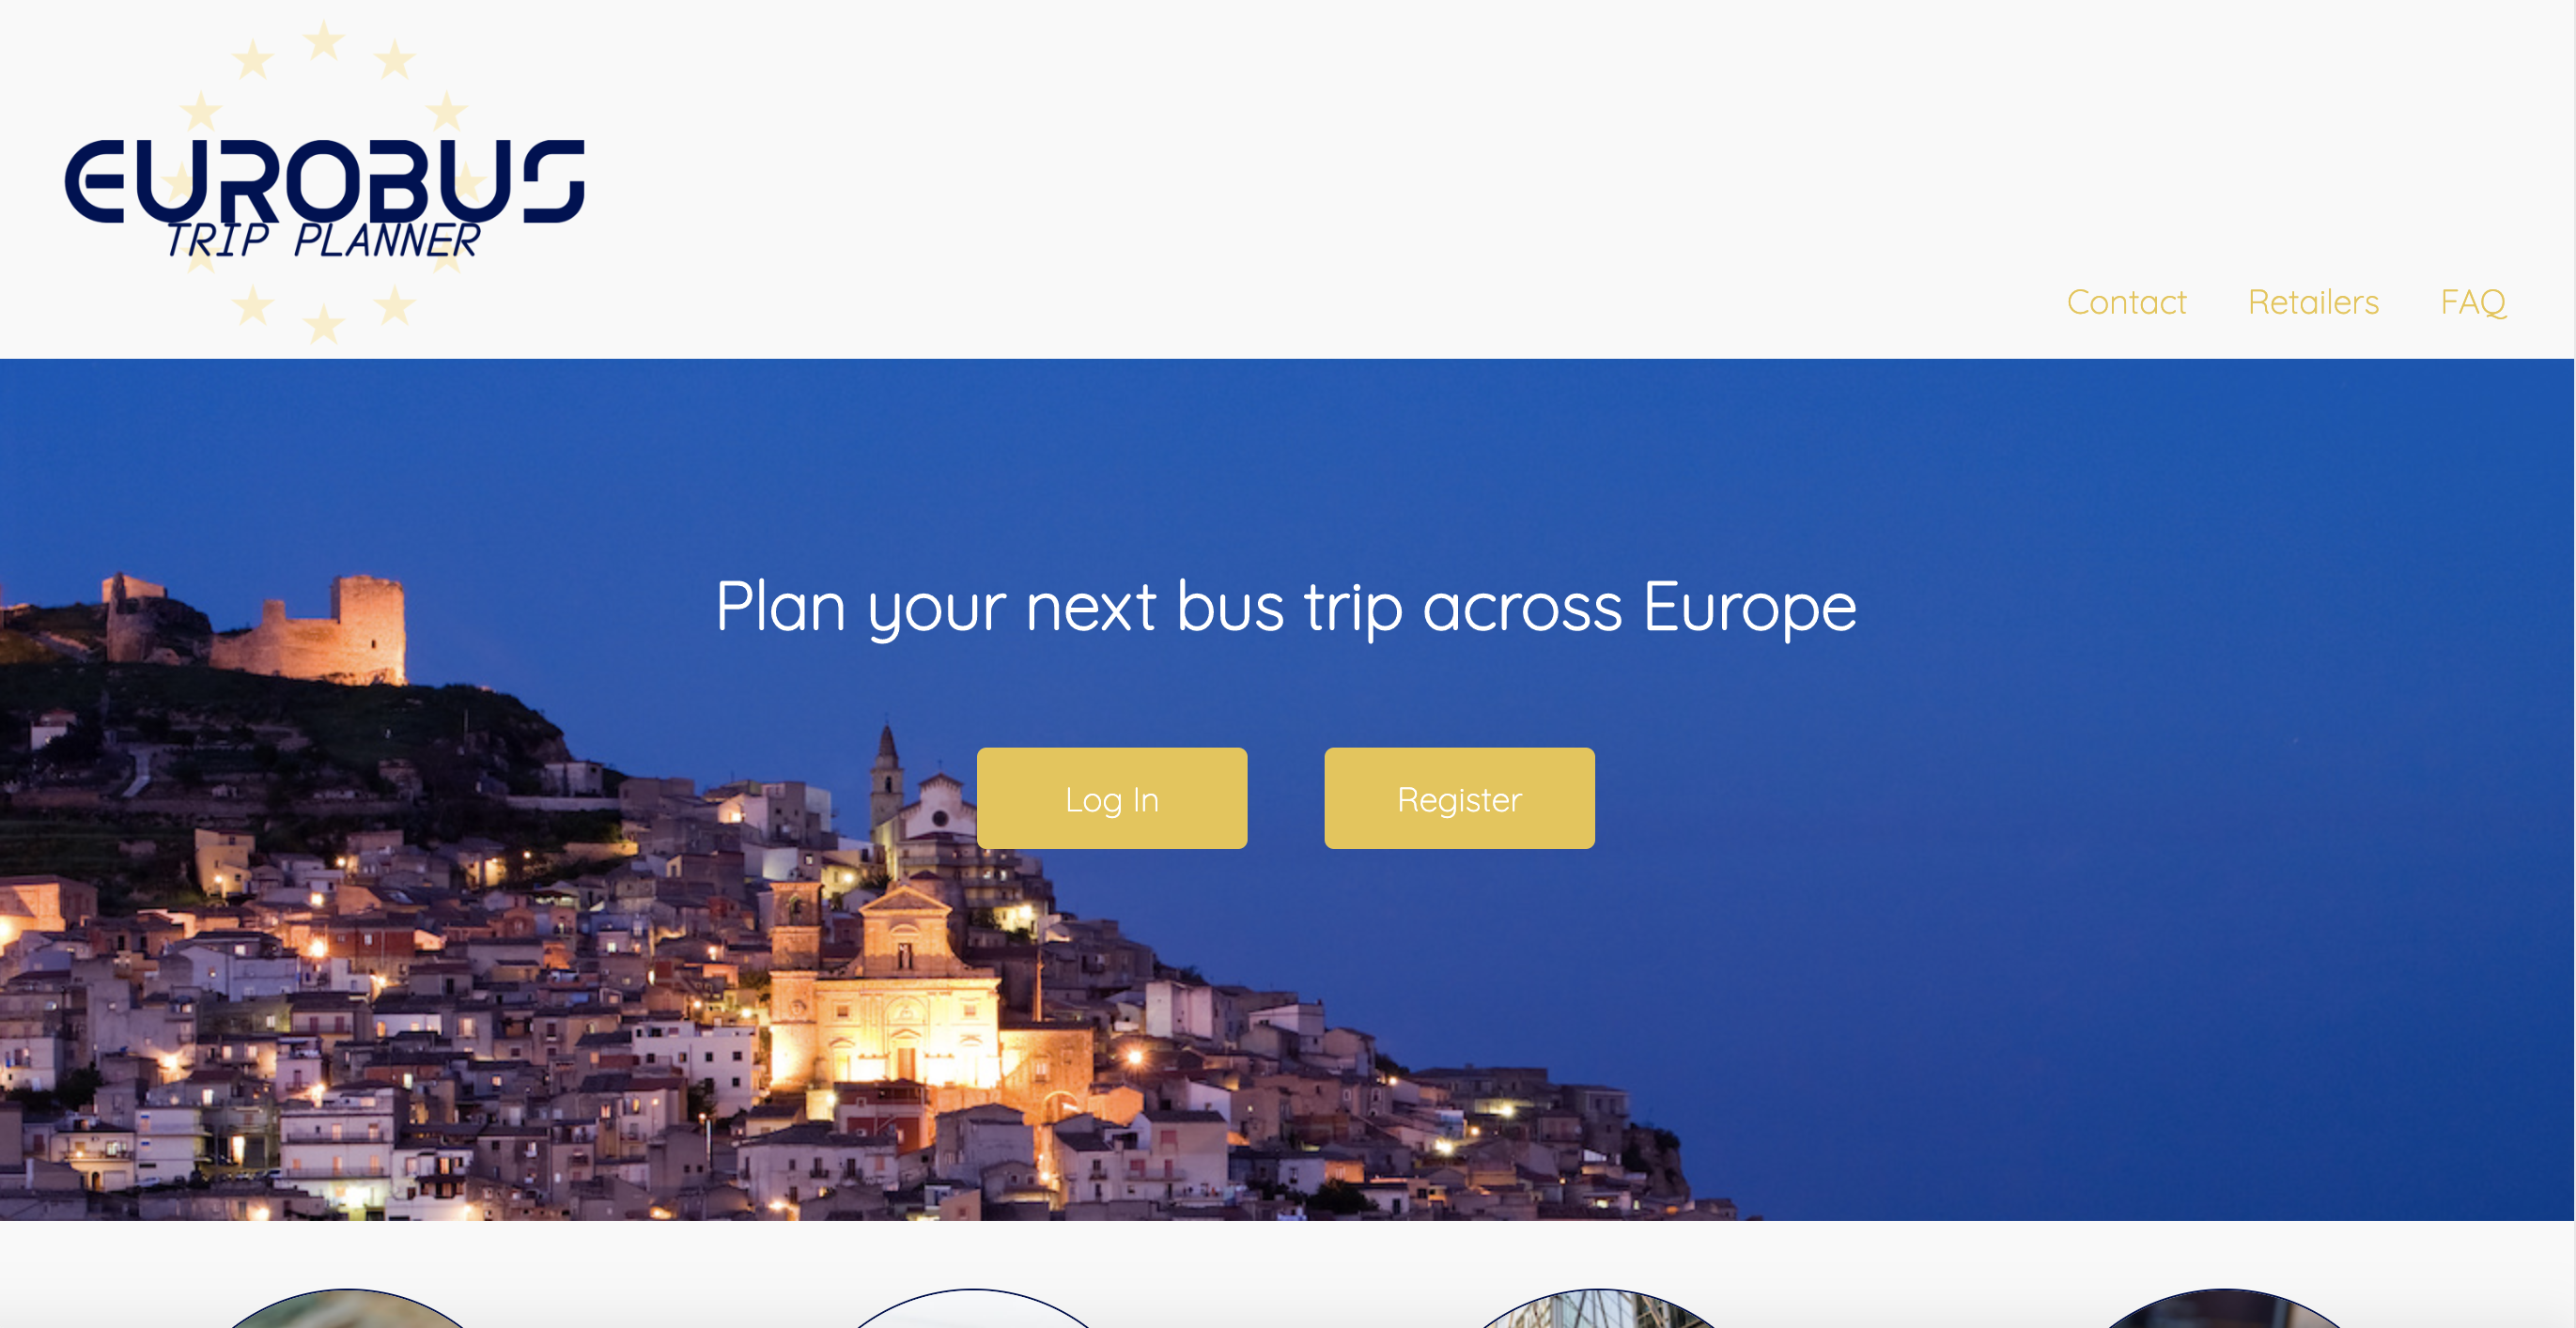 EUROBUS
TRIP PLANNER
Contact Retailers FAQ
Plan your next bus trip across Europe
Log In Register